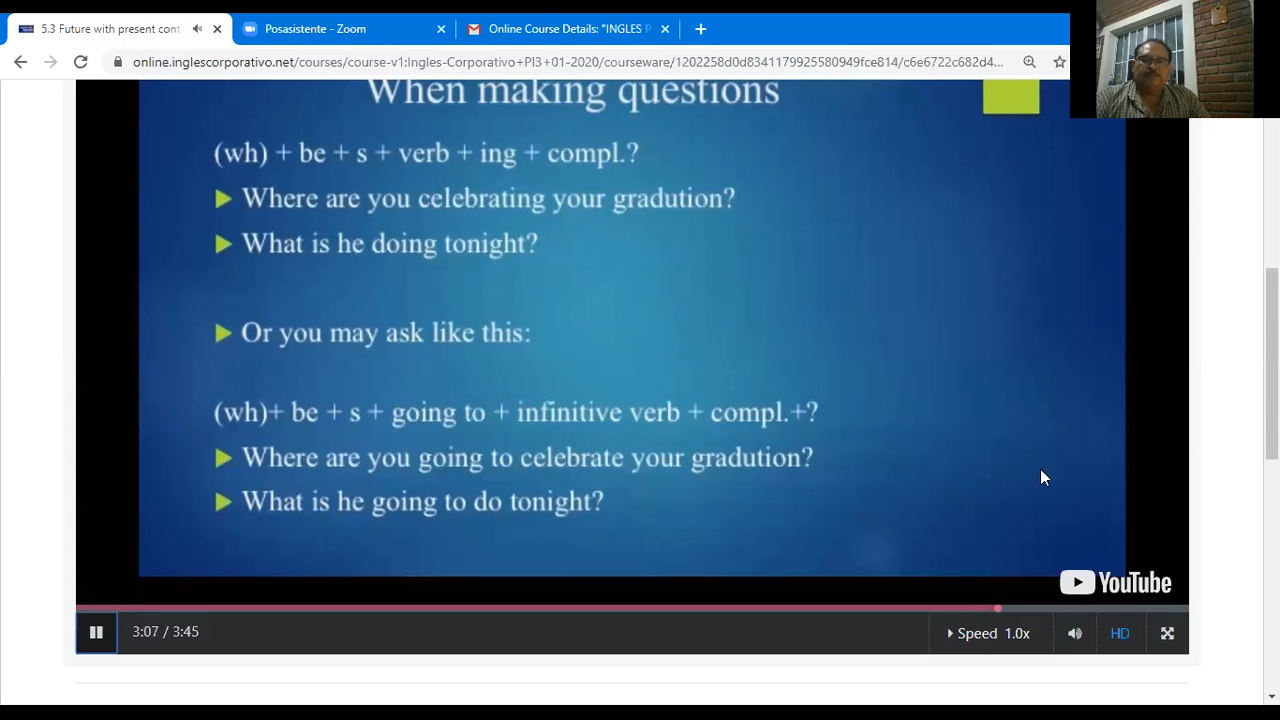 5.3 Future with present cont
Posasistente - Zoom
Online Course Details: "INGLES P
online.inglescorporativo.net/courses/course-v1:Ingles-Corporativo+PI3+01-2020/courseware/1202258d0d8341179925580949fce814/c6e6722c682d4...
When making questions
(wh) + be + s + verb + ing + compl.?
Where are you celebrating your gradution?
What is he doing tonight?
Or you may ask like this:
(wh)+ be + s + going to + infinitive verb + compl.+?
Where are you going to celebrate your gradution?
What is he going to do tonight?
YouTube
3:07 / 3:45
Speed 1.0x
HD